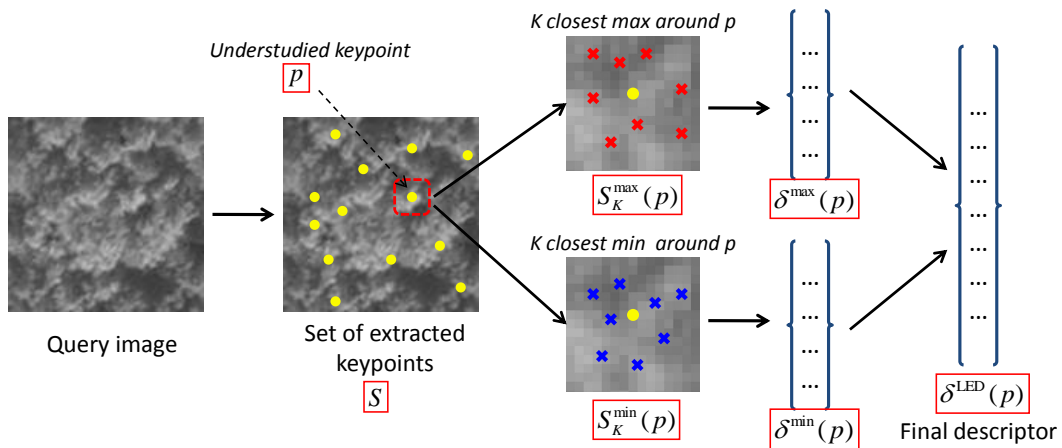 Query image
Understudied keypoint
p
Set of extracted
keypoints
S
K closest max around p
S_K^max(p)
K closest min around p
S_K^min(p)
...
...
...
...
δ^max(p)
...
...
...
...
δ^min(p)
...
...
...
...
...
...
δ^LED(p)
Final descriptor